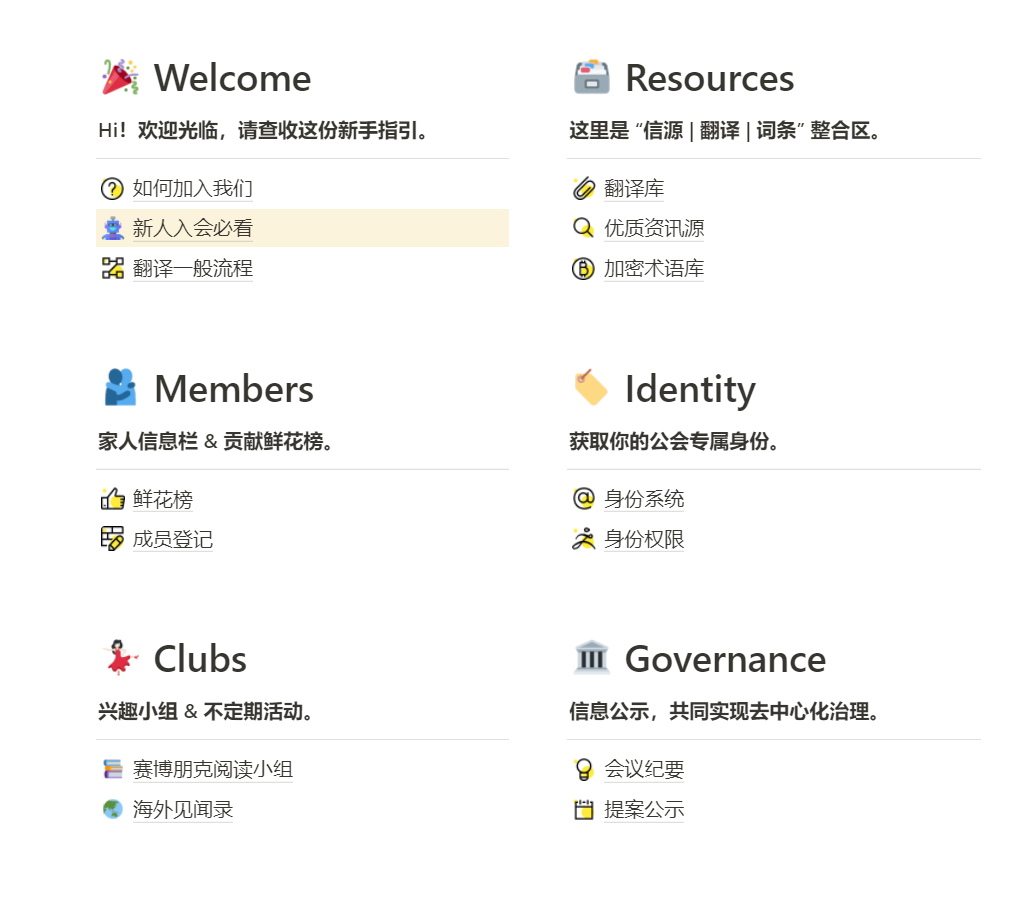 Welcome
Hi！欢迎光临，请查收这份新手指引。
如何加入我们
新人入会必看
翻译一般流程
Resources
这里是 “信源 | 翻译 | 词条” 整合区。
翻译库
优质资讯源
加密术语库
Members
家人信息栏 & 贡献鲜花榜。
鲜花榜
成员登记
Identity
获取你的公会专属身份。
身份系统
身份权限
Clubs
兴趣小组 & 不定期活动。
赛博朋克阅读小组
海外见闻录
Governance
信息公示，共同实现去中心化治理。
会议纪要
提案公示